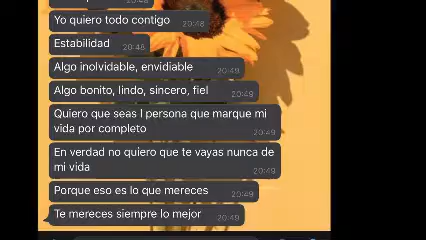 20:48
Yo quiero todo contigo 20:48
Estabilidad 20:48
Algo inolvidable, envidiable 20:49
Algo bonito, lindo, sincero, fiel 20:49
Quiero que seas l persona que marque mi
vida por completo 20:49
En verdad no quiero que te vayas nunca de
mi vida 20:49
Porque eso es lo que mereces 20:49
Te mereces siempre lo mejor 20:49